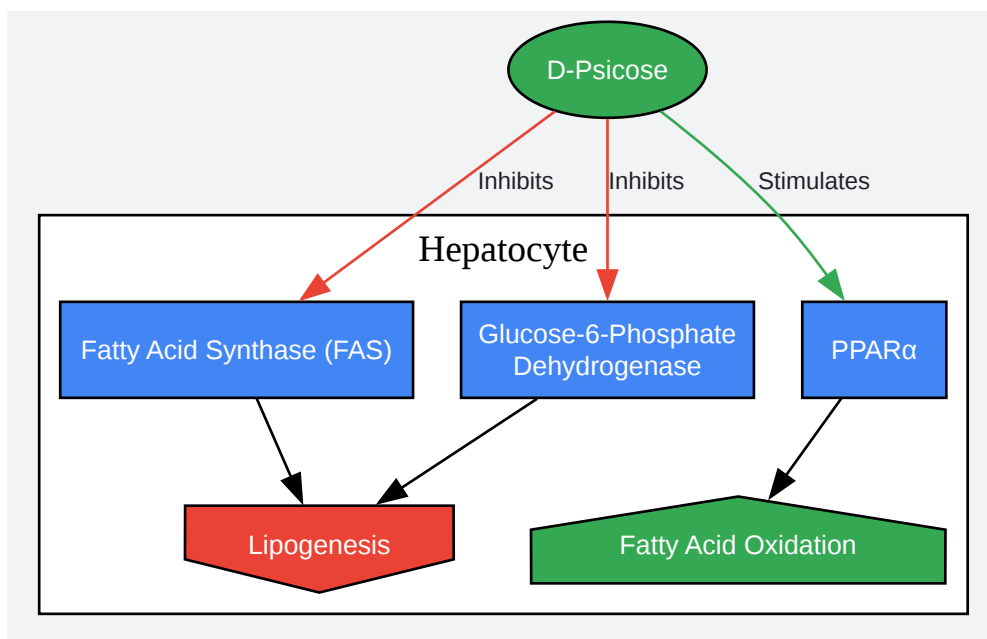 D-Psicose
Inhibits
Inhibits
Stimulates
Hepatocyte
Fatty Acid Synthase (FAS)
Glucose-6-Phosphate
Dehydrogenase
PPARα
Lipogenesis
Fatty Acid Oxidation